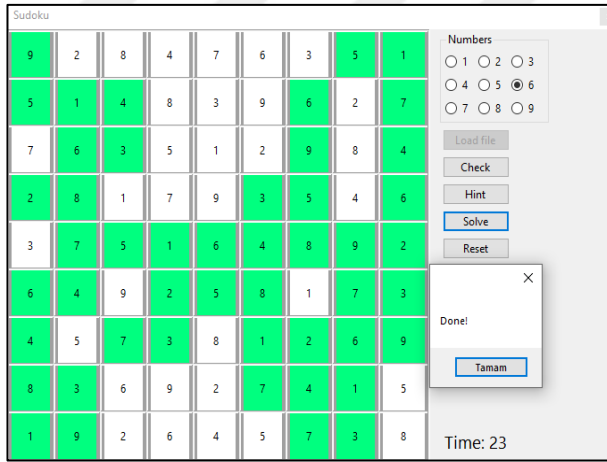 Sudoku
9 2 8 4 7 6 3 5 1
5 1 4 8 3 9 6 2 7
7 6 3 5 1 2 9 8 4
2 8 1 7 9 3 5 4 6
3 7 5 1 6 4 8 9 2
6 4 9 2 5 8 1 7 3
4 5 7 3 8 1 2 6 9
8 3 6 9 2 7 4 1 5
1 9 2 6 4 5 7 3 8
Numbers
1 2 3
4 5 6
7 8 9
Load file
Check
Hint
Solve
Reset
Done!
Tamam
Time: 23